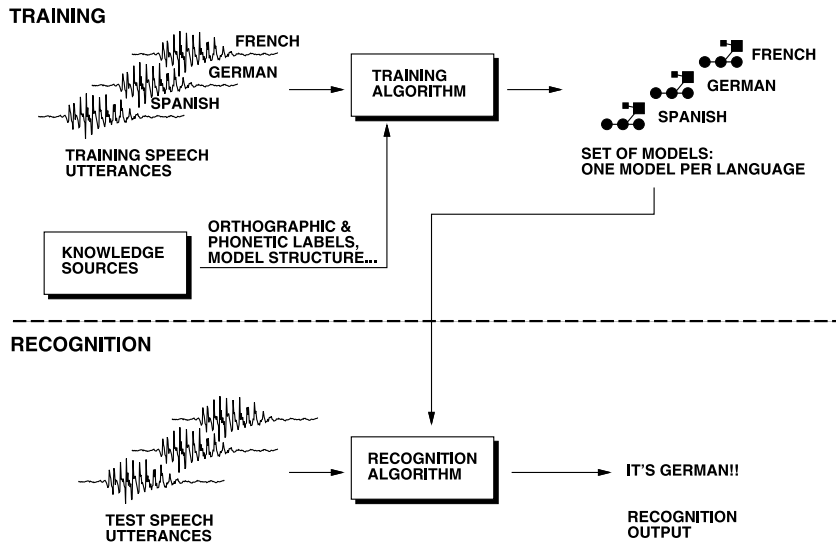 TRAINING
FRENCH
GERMAN
SPANISH
TRAINING SPEECH
UTTERANCES
TRAINING
ALGORITHM
FRENCH
GERMAN
SPANISH
SET OF MODELS:
ONE MODEL PER LANGUAGE
KNOWLEDGE
SOURCES
ORTHOGRAPHIC &
PHONETIC LABELS,
MODEL STRUCTURE...
RECOGNITION
TEST SPEECH
UTTERANCES
RECOGNITION
ALGORITHM
IT'S GERMAN!!
RECOGNITION
OUTPUT